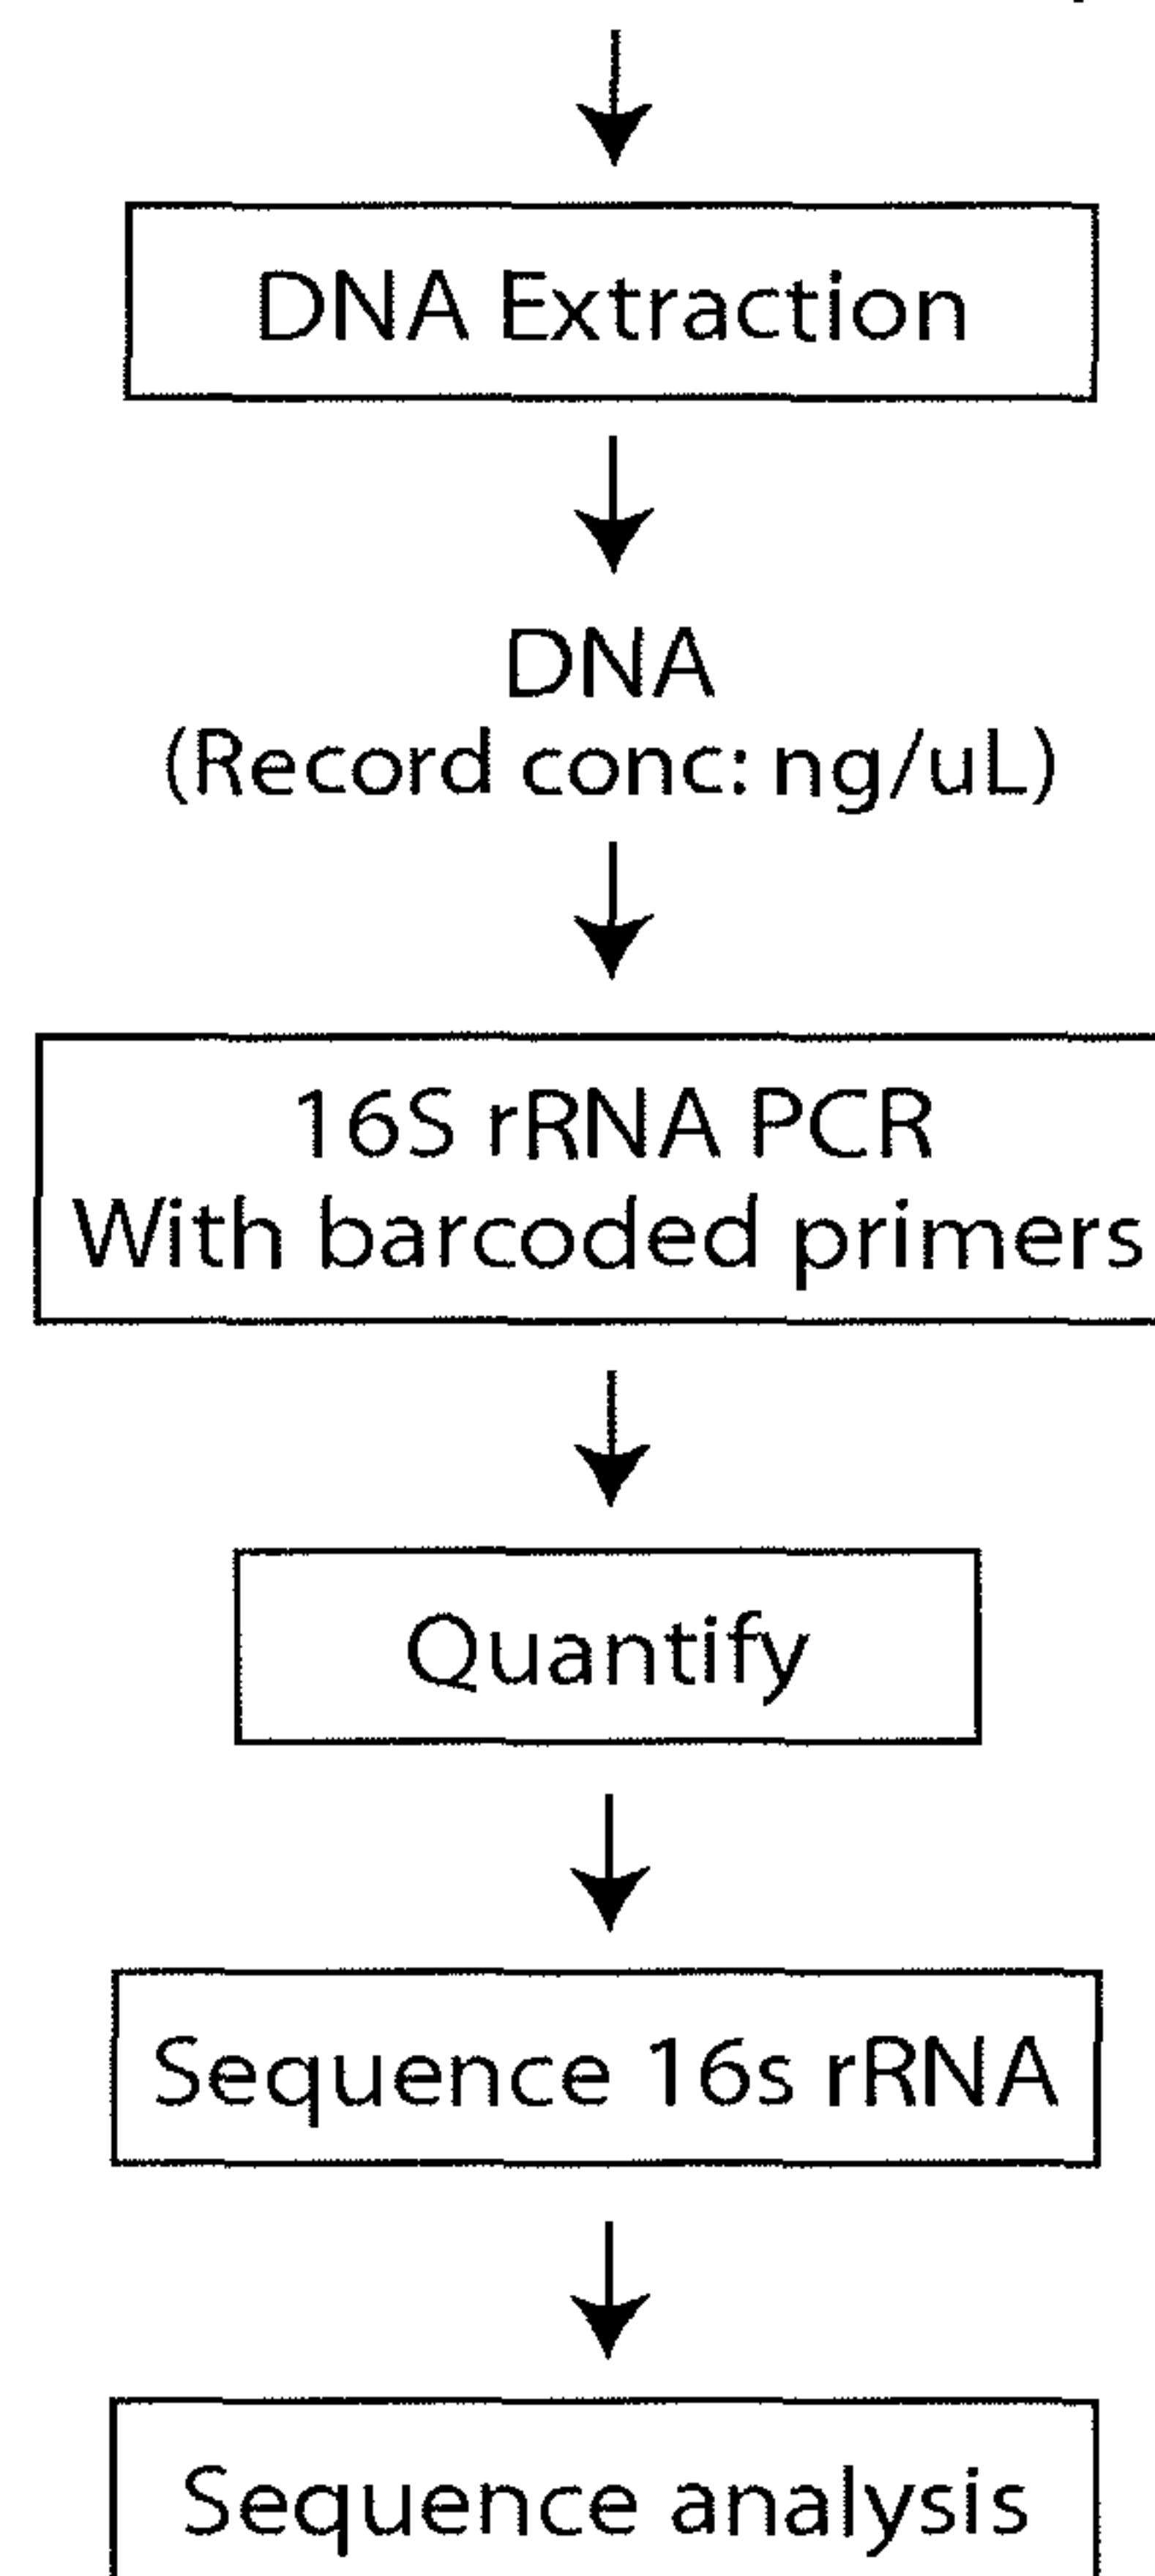 DNA Extraction
DNA
(Record conc: ng/uL)
16S rRNA PCR
With barcoded primers
Quantify
Sequence 16s rRNA
Sequence analysis